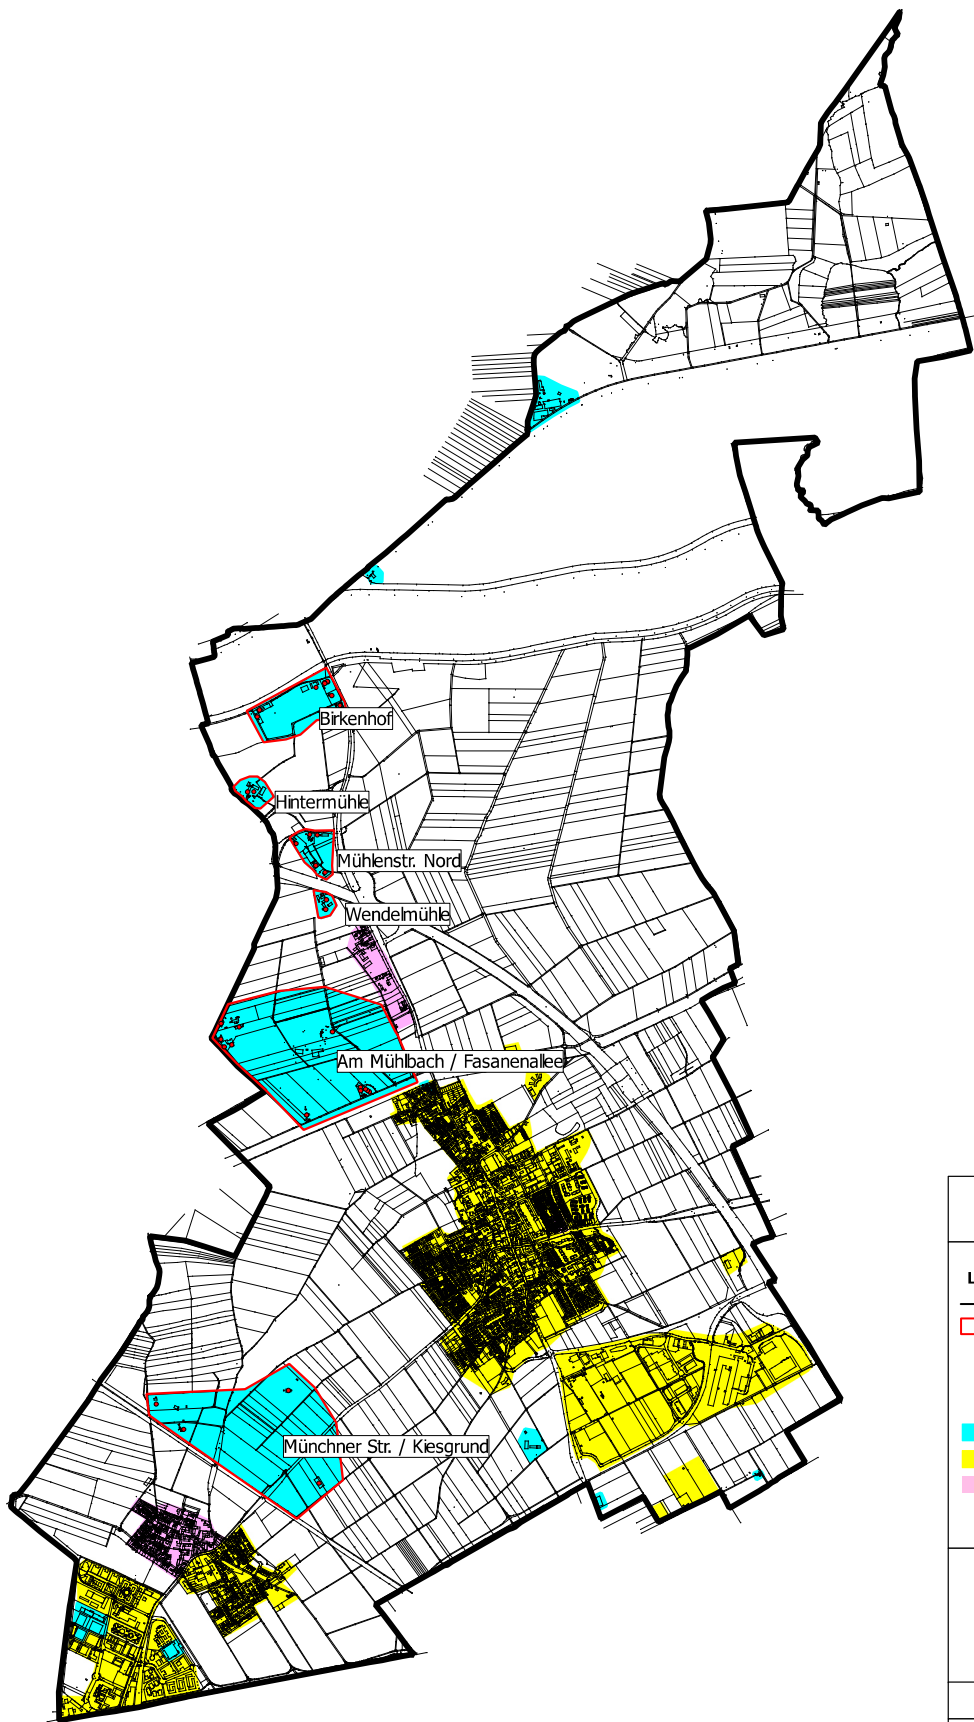 Birkenhof
Hintermühle
Mühlenstr. Nord
Wendelmühle
Am Mühlbach / Fasanenallee
Münchner Str. / Kiesgrund
L